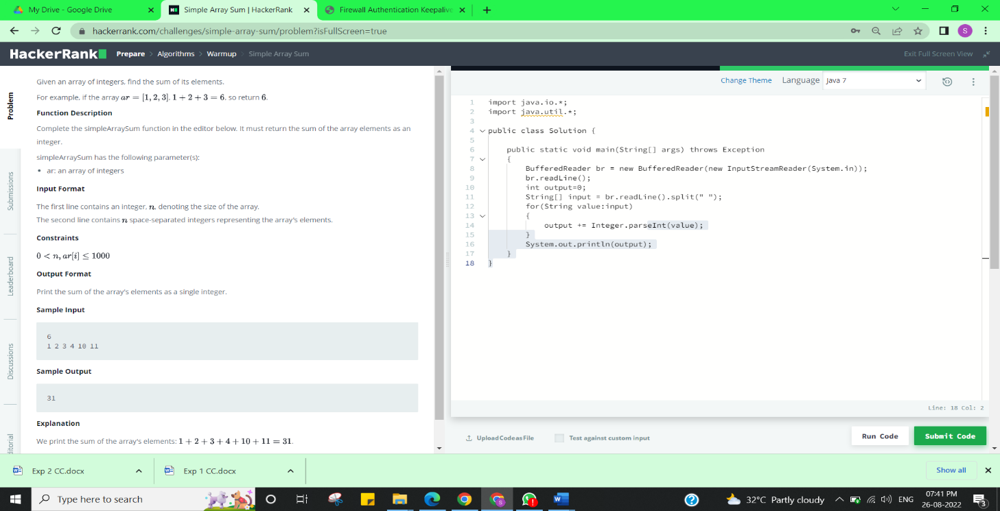 My Drive - Google Drive
Simple Array Sum | HackerRank
Firewall Authentication Keepalive
hackerrank.com/challenges/simple-array-sum/problem?isFullScreen=true
S
HackerRank
Prepare > Algorithms > Warmup > Simple Array Sum
Exit Full Screen View
Problem
Submissions
Leaderboard
Discussions
Given an array of integers, find the sum of its elements.
For example, if the array ar = [1, 2, 3], 1 + 2 + 3 = 6, so return 6.
Function Description
Complete the simpleArraySum function in the editor below. It must return the sum of the array elements as an
integer.
simpleArraySum has the following parameter(s):
• ar: an array of integers
Input Format
The first line contains an integer, n, denoting the size of the array.
The second line contains n space-separated integers representing the array's elements.
Constraints
0 < n, ar[i] ≤ 1000
Output Format
Print the sum of the array's elements as a single integer.
Sample Input
6
1 2 3 4 10 11
Sample Output
31
Explanation
We print the sum of the array's elements: 1 + 2 + 3 + 4 + 10 + 11 = 31.
Change Theme
Language
Java 7
1 import java.io.*;
2 import java.util.*;
3
4 public class Solution {
5
6 public static void main(String[] args) throws Exception
7 {
8 BufferedReader br = new BufferedReader(new InputStreamReader(System.in));
9 br.readLine();
10 int output=0;
11 String[] input = br.readLine().split(" ");
12 for(String value:input)
13 {
14 output += Integer.parseInt(value);
15 }
16 System.out.println(output);
17 }
18 }
Line: 18 Col: 2
Upload Code as File
Test against custom input
Run Code
Submit Code
Exp 2 CC.docx
Exp 1 CC.docx
Show all
Type here to search
32°C Partly cloudy
ENG
07:41 PM
26-08-2022
3